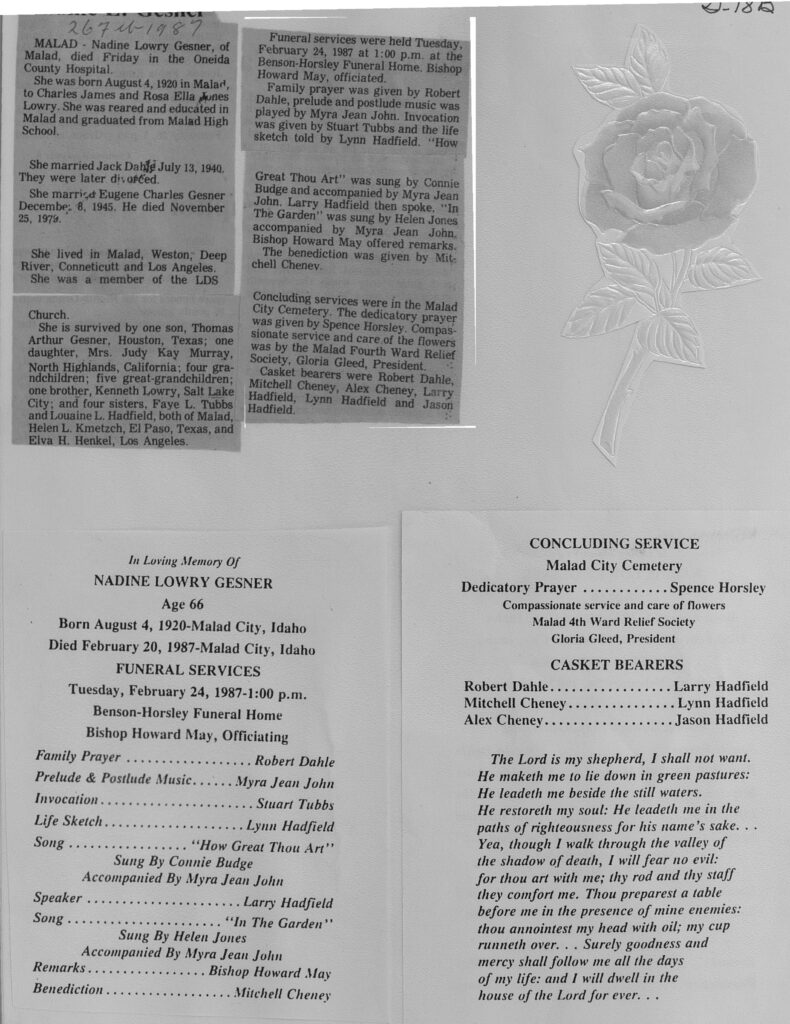 L. Gesner
26 Feb-1987
MALAD - Nadine Lowry Gesner, of
Malad, died Friday in the Oneida
County Hospital.
She was born August 4, 1920 in Malad,
to Charles James and Rosa Ella Jones
Lowry. She was reared and educated in
Malad and graduated from Malad High
School.
She married Jack Dahle July 13, 1940.
They were later divorced.
She married Eugene Charles Gesner
December 8, 1945. He died November
25, 1979.
She lived in Malad, Weston, Deep
River, Conneticutt and Los Angeles.
She was a member of the LDS
Church.
She is survived by one son, Thomas
Arthur Gesner, Houston, Texas; one
daughter, Mrs. Judy Kay Murray,
North Highlands, California; four gra-
ndchildren; five great-grandchildren;
one brother, Kenneth Lowry, Salt Lake
City; and four sisters, Faye L. Tubbs
and Louaine L. Hadfield, both of Malad,
Helen L. Kmetzch, El Paso, Texas, and
Elva H. Henkel, Los Angeles.
Funeral services were held Tuesday,
February 24, 1987 at 1:00 p.m. at the
Benson-Horsley Funeral Home. Bishop
Howard May, officiated.
Family prayer was given by Robert
Dahle, prelude and postlude music was
played by Myra Jean John. Invocation
was given by Stuart Tubbs and the life
sketch told by Lynn Hadfield. "How
Great Thou Art" was sung by Connie
Budge and accompanied by Myra Jean
John. Larry Hadfield then spoke. "In
The Garden" was sung by Helen Jones
accompanied by Myra Jean John.
Bishop Howard May offered remarks.
The benediction was given by Mit-
chell Cheney.
Concluding services were in the Malad
City Cemetery. The dedicatory prayer
was given by Spence Horsley. Compas-
sionate service and care of the flowers
was by the Malad Fourth Ward Relief
Society, Gloria Gleed, President.
Casket bearers were Robert Dahle,
Mitchell Cheney, Alex Cheney, Larry
Hadfield, Lynn Hadfield and Jason
Hadfield.
In Loving Memory Of
NADINE LOWRY GESNER
Age 66
Born August 4, 1920-Malad City, Idaho
Died February 20, 1987-Malad City, Idaho
FUNERAL SERVICES
Tuesday, February 24, 1987-1:00 p.m.
Benson-Horsley Funeral Home
Bishop Howard May, Officiating
Family Prayer .................. Robert Dahle
Prelude & Postlude Music...... Myra Jean John
Invocation....................... Stuart Tubbs
Life Sketch..................... Lynn Hadfield
Song ................ "How Great Thou Art"
Sung By Connie Budge
Accompanied By Myra Jean John
Speaker ........................ Larry Hadfield
Song ...................... "In The Garden"
Sung By Helen Jones
Accompanied By Myra Jean John
Remarks................ Bishop Howard May
Benediction.................. Mitchell Cheney
CONCLUDING SERVICE
Malad City Cemetery
Dedicatory Prayer ............ Spence Horsley
Compassionate service and care of flowers
Malad 4th Ward Relief Society
Gloria Gleed, President
CASKET BEARERS
Robert Dahle................. Larry Hadfield
Mitchell Cheney............... Lynn Hadfield
Alex Cheney.................. Jason Hadfield
The Lord is my shepherd, I shall not want.
He maketh me to lie down in green pastures:
He leadeth me beside the still waters.
He restoreth my soul: He leadeth me in the
paths of righteousness for his name's sake. . .
Yea, though I walk through the valley of
the shadow of death, I will fear no evil:
for thou art with me; thy rod and thy staff
they comfort me. Thou preparest a table
before me in the presence of mine enemies:
thou annointest my head with oil; my cup
runneth over. . . Surely goodness and
mercy shall follow me all the days
of my life: and I will dwell in the
house of the Lord for ever. . .